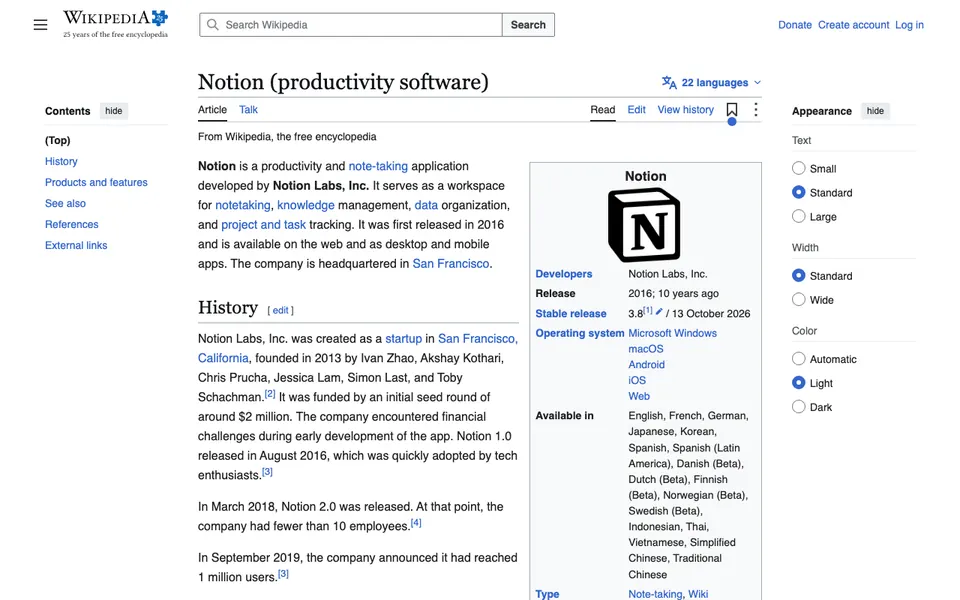 WIKIPEDIA 25
25 years of the free encyclopedia
Search Wikipedia
Search
Donate Create account Log in
Contents hide
(Top)
History
Products and features
See also
References
External links
Notion (productivity software)
22 languages
Article Talk
Read Edit View history
From Wikipedia, the free encyclopedia
Notion is a productivity and note-taking application
developed by Notion Labs, Inc. It serves as a workspace
for notetaking, knowledge management, data organization,
and project and task tracking. It was first released in 2016
and is available on the web and as desktop and mobile
apps. The company is headquartered in San Francisco.
History [ edit ]
Notion Labs, Inc. was created as a startup in San Francisco,
California, founded in 2013 by Ivan Zhao, Akshay Kothari,
Chris Prucha, Jessica Lam, Simon Last, and Toby
Schachman.[2] It was funded by an initial seed round of
around $2 million. The company encountered financial
challenges during early development of the app. Notion 1.0
released in August 2016, which was quickly adopted by tech
enthusiasts.[3]
In March 2018, Notion 2.0 was released. At that point, the
company had fewer than 10 employees.[4]
In September 2019, the company announced it had reached
1 million users.[3]
Notion
N
Developers Notion Labs, Inc.
Release 2016; 10 years ago
Stable release 3.8[1] / 13 October 2026
Operating system Microsoft Windows
macOS
Android
iOS
Web
Available in English, French, German,
Japanese, Korean,
Spanish, Spanish (Latin
America), Danish (Beta),
Dutch (Beta), Finnish
(Beta), Norwegian (Beta),
Swedish (Beta),
Indonesian, Thai,
Vietnamese, Simplified
Chinese, Traditional
Chinese
Type Note-taking, Wiki
Appearance hide
Text
Small
Standard
Large
Width
Standard
Wide
Color
Automatic
Light
Dark